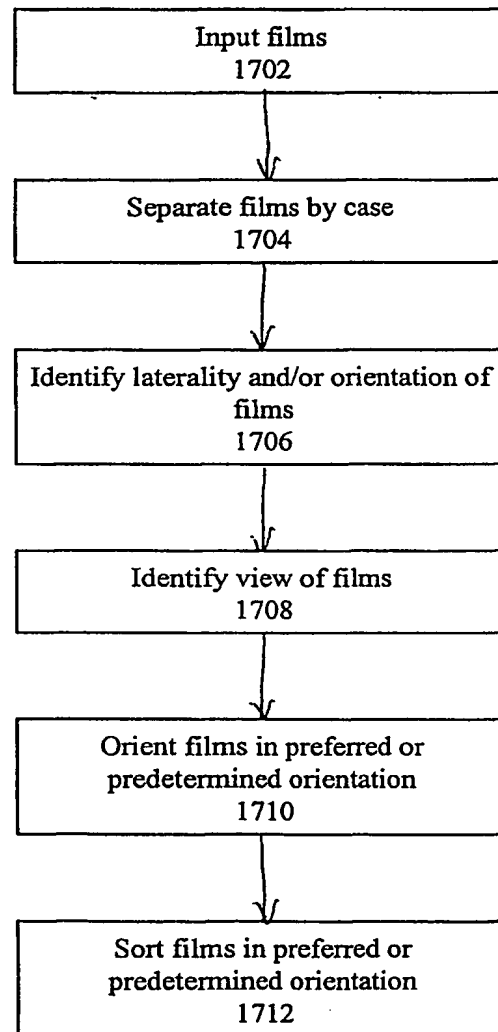 Input films
1702
Separate films by case
1704
Identify laterality and/or orientation of
films
1706
Identify view of films
1708
Orient films in preferred or
predetermined orientation
1710
Sort films in preferred or
predetermined orientation
1712